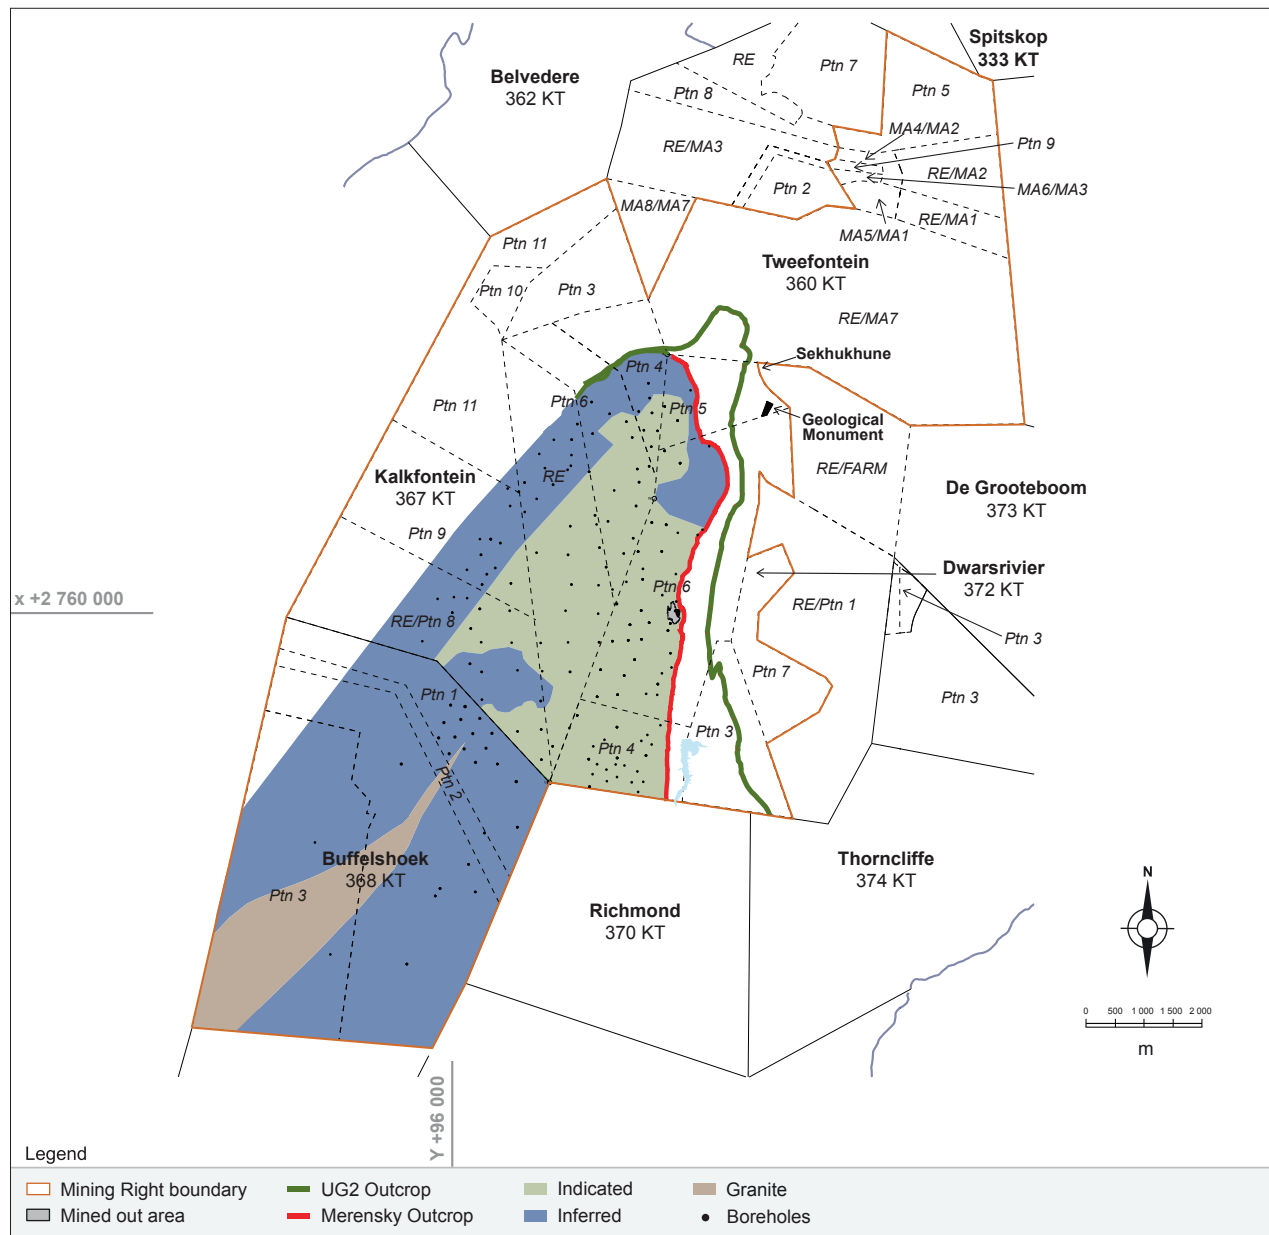 Spitskop
333 KT
RE
Ptn 7
Belvedere
362 KT
Ptn 8
Ptn 5
MA4/MA2
Ptn 9
RE/MA3
RE/MA2
Ptn 2
MA6/MA3
MA8/MA7
RE/MA1
MA5/MA1
Ptn 11
Tweefontein
360 KT
Ptn 10
Ptn 3
RE/MA7
Sekhukhune
Ptn 4
Ptn 6
Ptn 5
Ptn 11
Geological
Monument
RE/FARM
Kalkfontein
367 KT
RE
De Grooteboom
373 KT
Ptn 9
Dwarsrivier
372 KT
Ptn 6
x +2 760 000
RE/Ptn 1
RE/Ptn 8
Ptn 3
Ptn 7
Ptn 1
Ptn 3
Ptn 3
Ptn 4
Ptn 2
Buffelshoek
368 KT
Thorncliffe
374 KT
Ptn 3
Richmond
370 KT
N
0 500 1 000 1 500 2 000
m
Y +96 000
Legend
Mining Right boundary
UG2 Outcrop
Indicated
Granite
Mined out area
Merensky Outcrop
Inferred
Boreholes